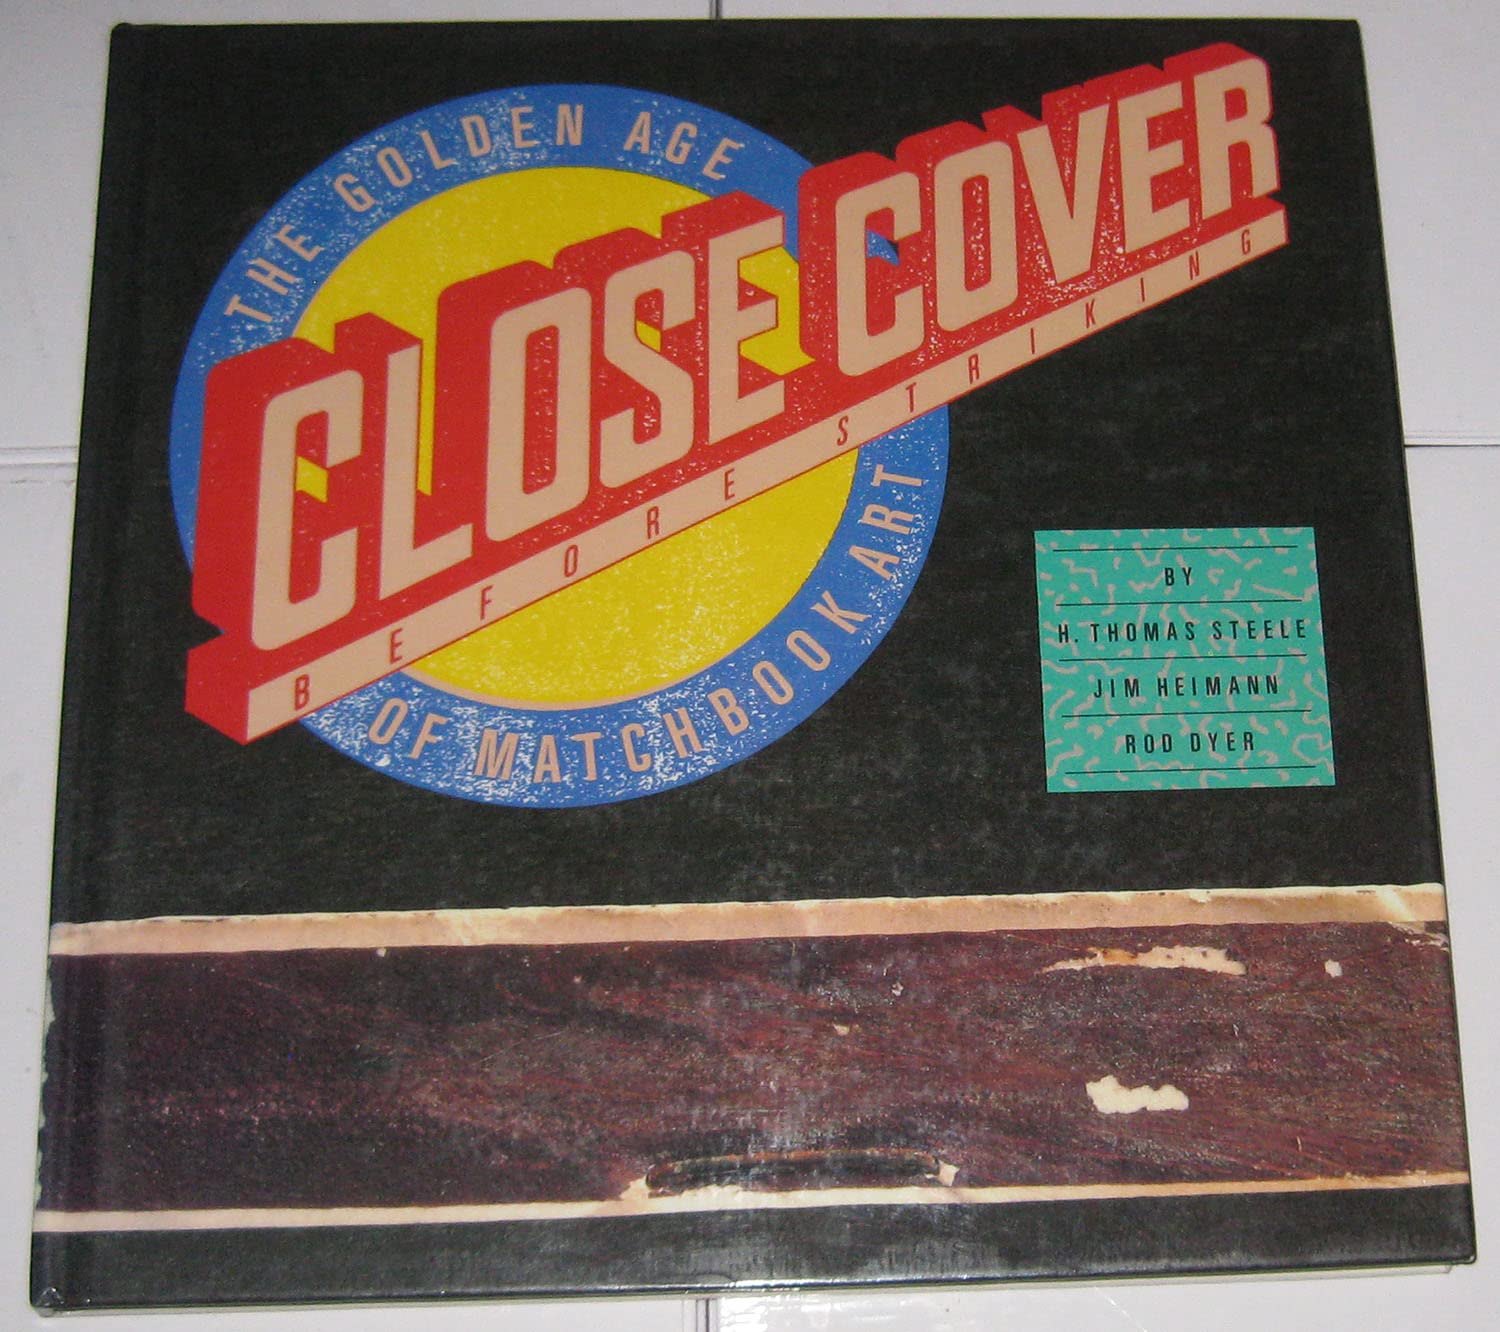 THE GOLDEN AGE
CLOSE COVER
BEFORE STRIKING
OF MATCHBOOK ART
BY
H. THOMAS STEELE
JIM HEIMANN
ROD DYER